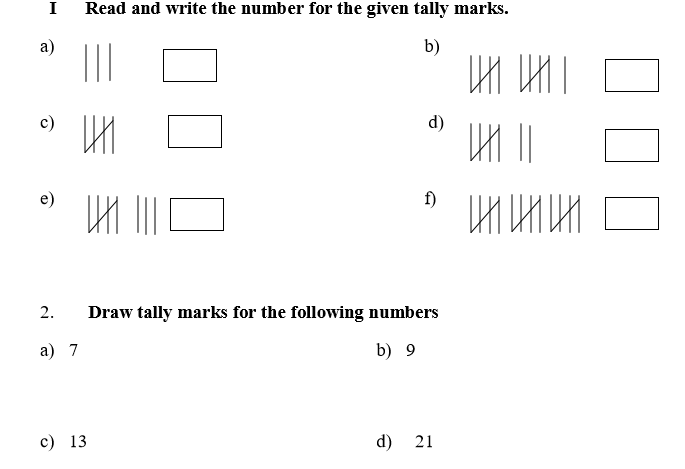 I Read and write the number for the given tally marks.
a) b)
c) d)
e) f)
2. Draw tally marks for the following numbers
a) 7 b) 9
c) 13 d) 21